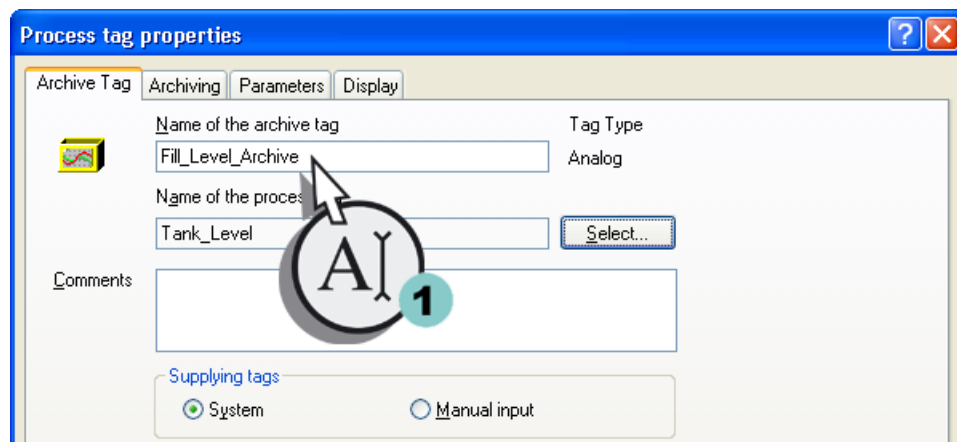 Process tag properties
Archive Tag Archiving Parameters Display
Name of the archive tag Tag Type
Fill_Level_Archive Analog
Name of the proces
Tank_Level Select...
Comments
A
1
Supplying tags
System Manual input